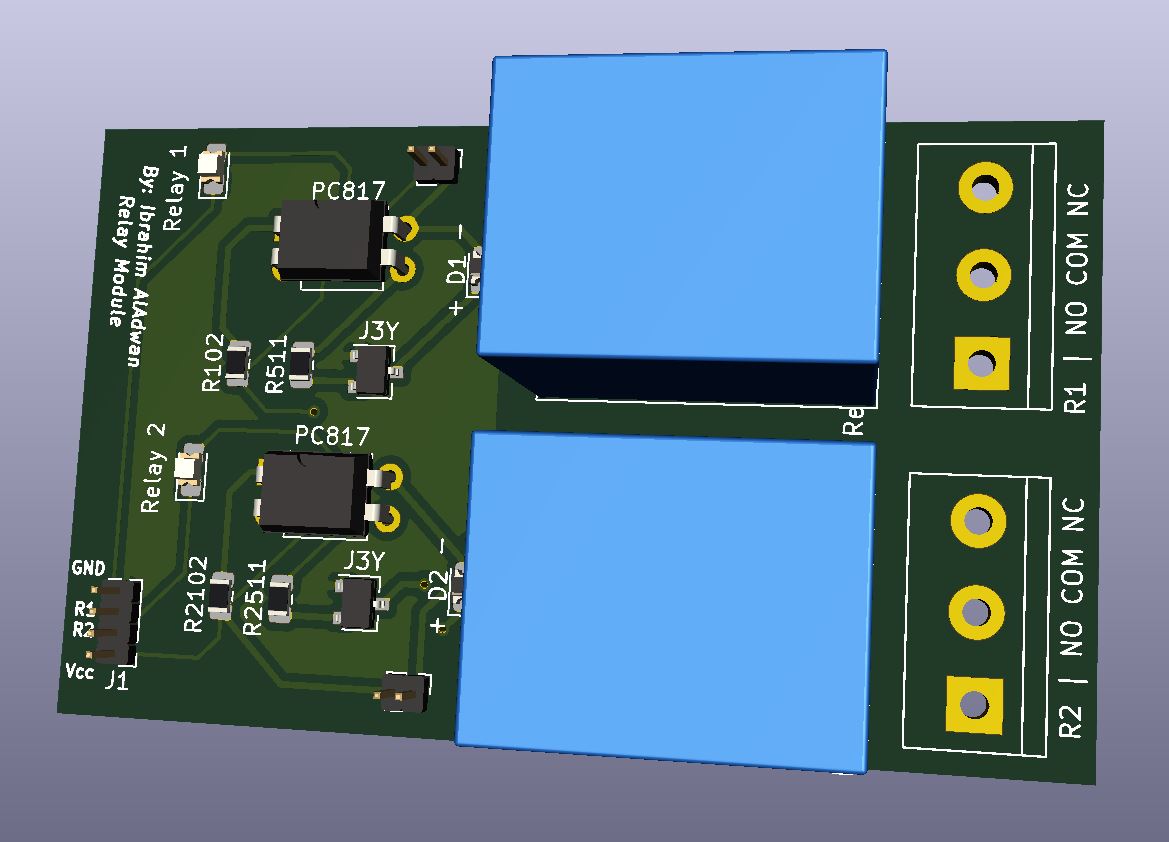 Relay 1
By: Ibrahim AlAdwan
Relay Module
PC817
D1
-
+
R102
R511
J3Y
Re
R1 | NO COM NC
Relay 2
PC817
D2
-
+
R2102
R2511
J3Y
GND
R1
R2
Vcc
J1
R2 | NO COM NC